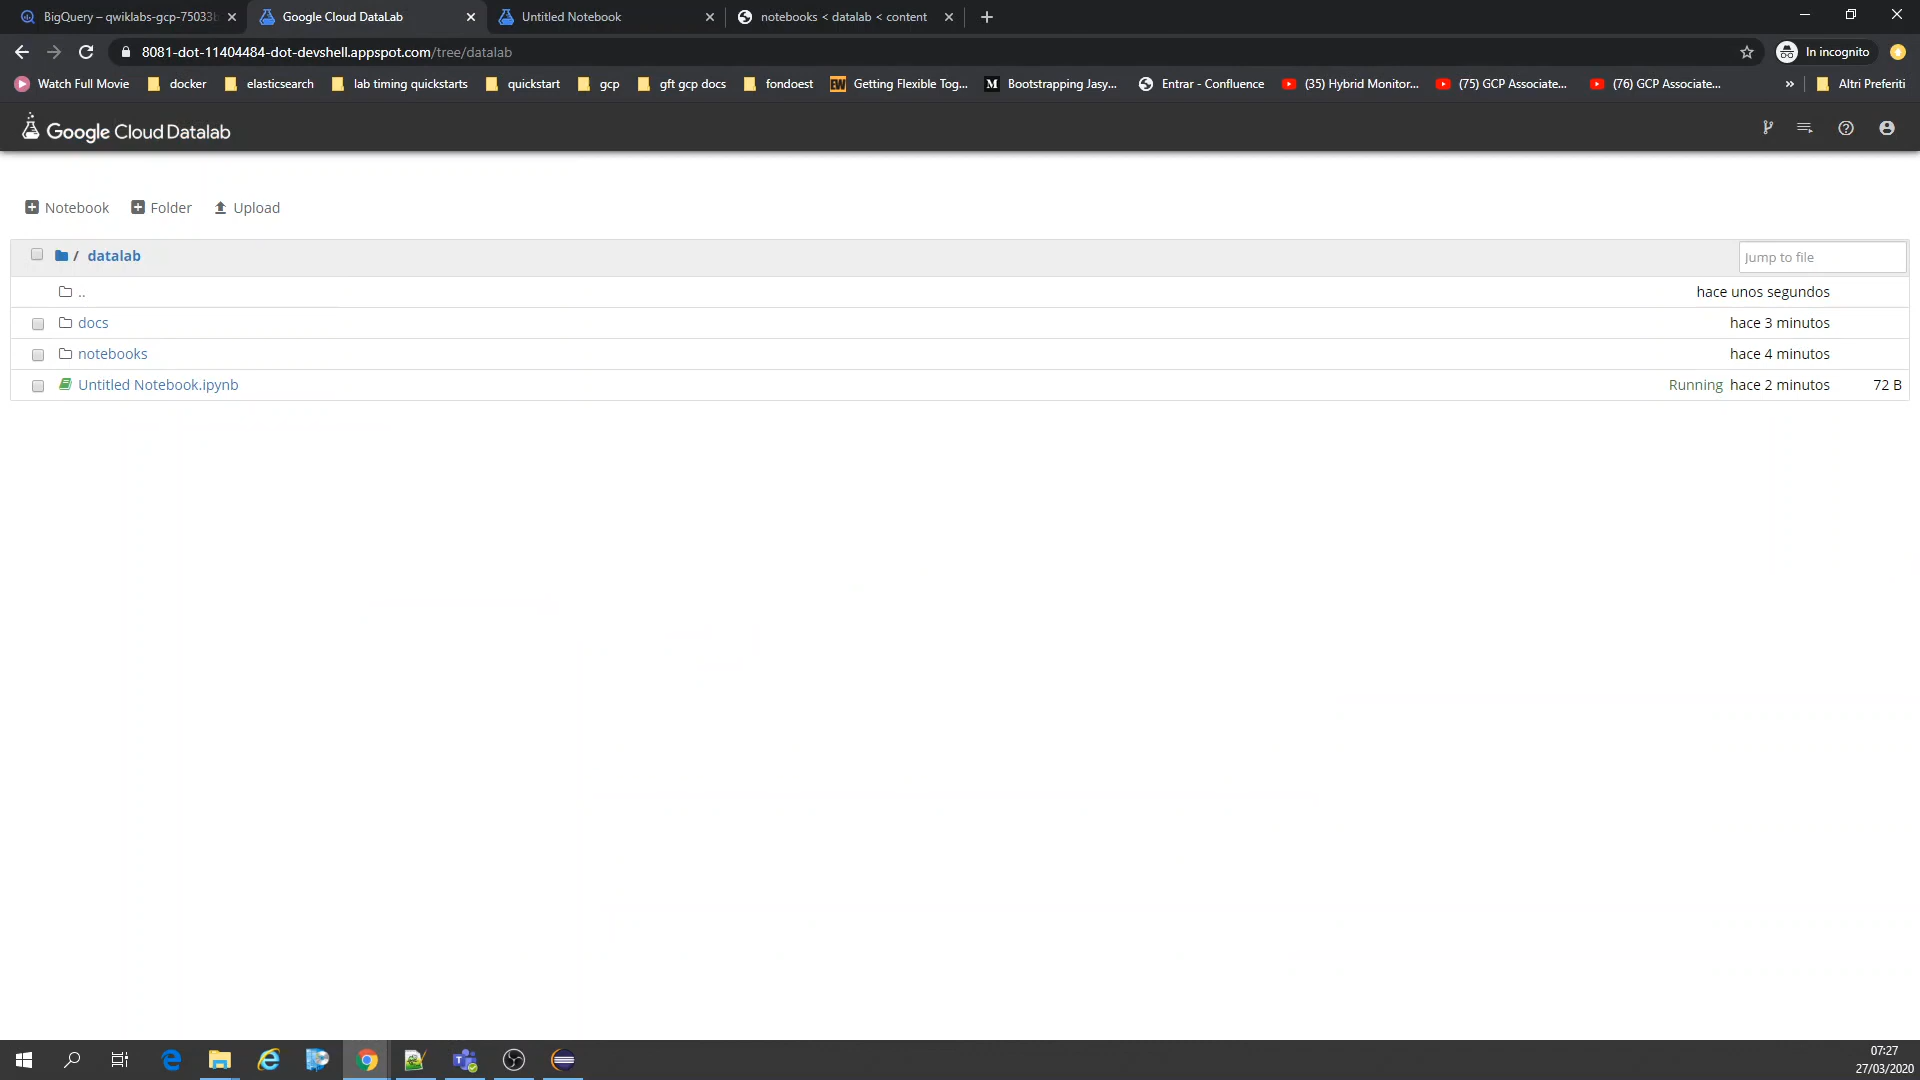 BigQuery – qwiklabs-gcp-75033
Google Cloud DataLab
Untitled Notebook
notebooks < datalab < content
8081-dot-11404484-dot-devshell.appspot.com/tree/datalab
In incognito
Watch Full Movie
docker
elasticsearch
lab timing quickstarts
quickstart
gcp
gft gcp docs
fondoest
Getting Flexible Tog...
Bootstrapping Jasy...
Entrar - Confluence
(35) Hybrid Monitor...
(75) GCP Associate...
(76) GCP Associate...
»
Altri Preferiti
Google Cloud Datalab
Notebook
Folder
Upload
/ datalab
Jump to file
..
hace unos segundos
docs
hace 3 minutos
notebooks
hace 4 minutos
Untitled Notebook.ipynb
Running hace 2 minutos
72 B
07:27
27/03/2020